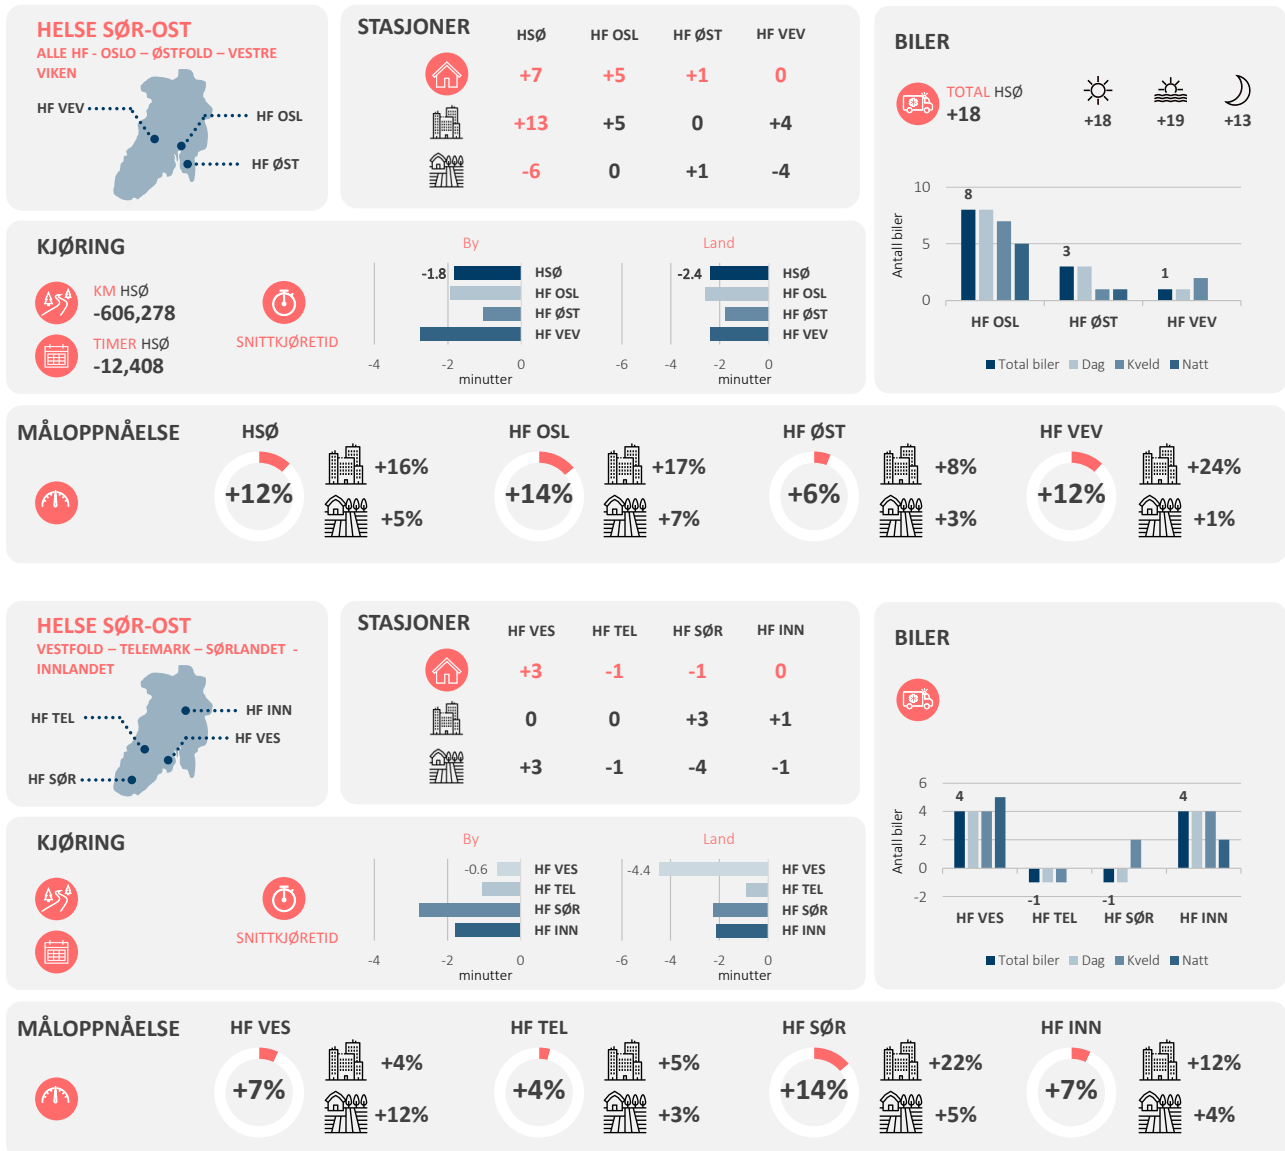 HELSE SØR-OST
ALLE HF - OSLO – ØSTFOLD – VESTRE
VIKEN
HF VEV
HF OSL
HF ØST
STASJONER
HSØ HF OSL HF ØST HF VEV
+7 +5 +1 0
+13 +5 0 +4
-6 0 +1 -4
BILER
TOTAL HSØ
+18
+18 +19 +13
Antall biler
10
5
0
8
3
1
HF OSL HF ØST HF VEV
Total biler Dag Kveld Natt
KJØRING
KM HSØ
-606,278
TIMER HSØ
-12,408
SNITTKJØRETID
By
-1.8
HSØ
HF OSL
HF ØST
HF VEV
-4 -2 0
minutter
Land
-2.4
HSØ
HF OSL
HF ØST
HF VEV
-6 -4 -2 0
minutter
MÅLOPPNÅELSE
HSØ
+12%
+16%
+5%
HF OSL
+14%
+17%
+7%
HF ØST
+6%
+8%
+3%
HF VEV
+12%
+24%
+1%
HELSE SØR-OST
VESTFOLD – TELEMARK – SØRLANDET -
INNLANDET
HF TEL
HF INN
HF VES
HF SØR
STASJONER
HF VES HF TEL HF SØR HF INN
+3 -1 -1 0
0 0 +3 +1
+3 -1 -4 -1
BILER
Antall biler
6
4
2
0
-2
4
-1
-1
4
HF VES HF TEL HF SØR HF INN
Total biler Dag Kveld Natt
KJØRING
SNITTKJØRETID
By
-0.6
HF VES
HF TEL
HF SØR
HF INN
-4 -2 0
minutter
Land
-4.4
HF VES
HF TEL
HF SØR
HF INN
-6 -4 -2 0
minutter
MÅLOPPNÅELSE
HF VES
+7%
+4%
+12%
HF TEL
+4%
+5%
+3%
HF SØR
+14%
+22%
+5%
HF INN
+7%
+12%
+4%